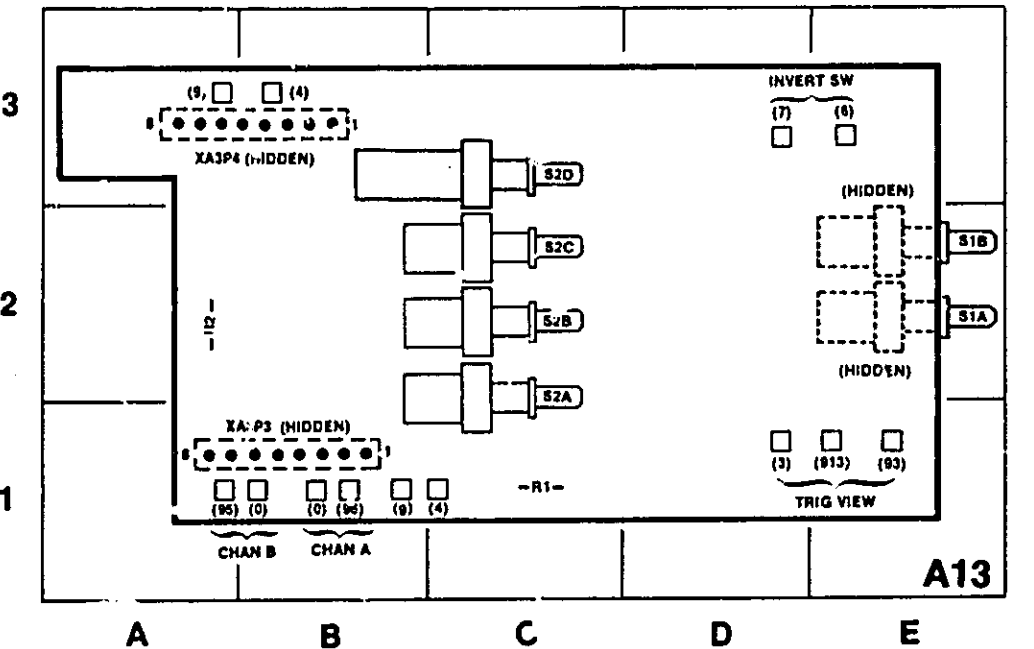 INVERT SW
3
(9, (4)
(7) (6)
8 1
XA3P4 (HIDDEN)
S2D
(HIDDEN)
S2C
S1B
2
R2
S2B
S1A
(HIDDEN)
S2A
P3 (HIDDEN)
8 1
(3) (913) (93)
1
R1
TRIG VIEW
(95) (0) (0) (96) (9) (4)
CHAN B CHAN A
A13
A B C D E